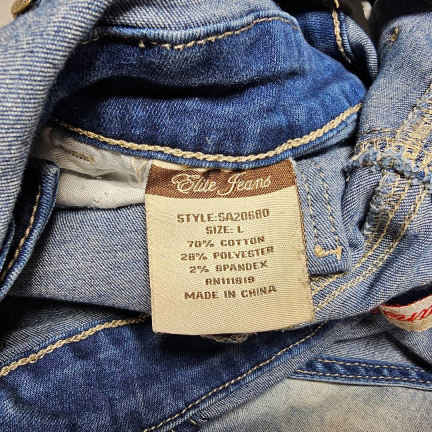 Elite Jeans
STYLE:SA20680
SIZE: L
70% COTTON
28% POLYESTER
2% SPANDEX
RN111819
MADE IN CHINA